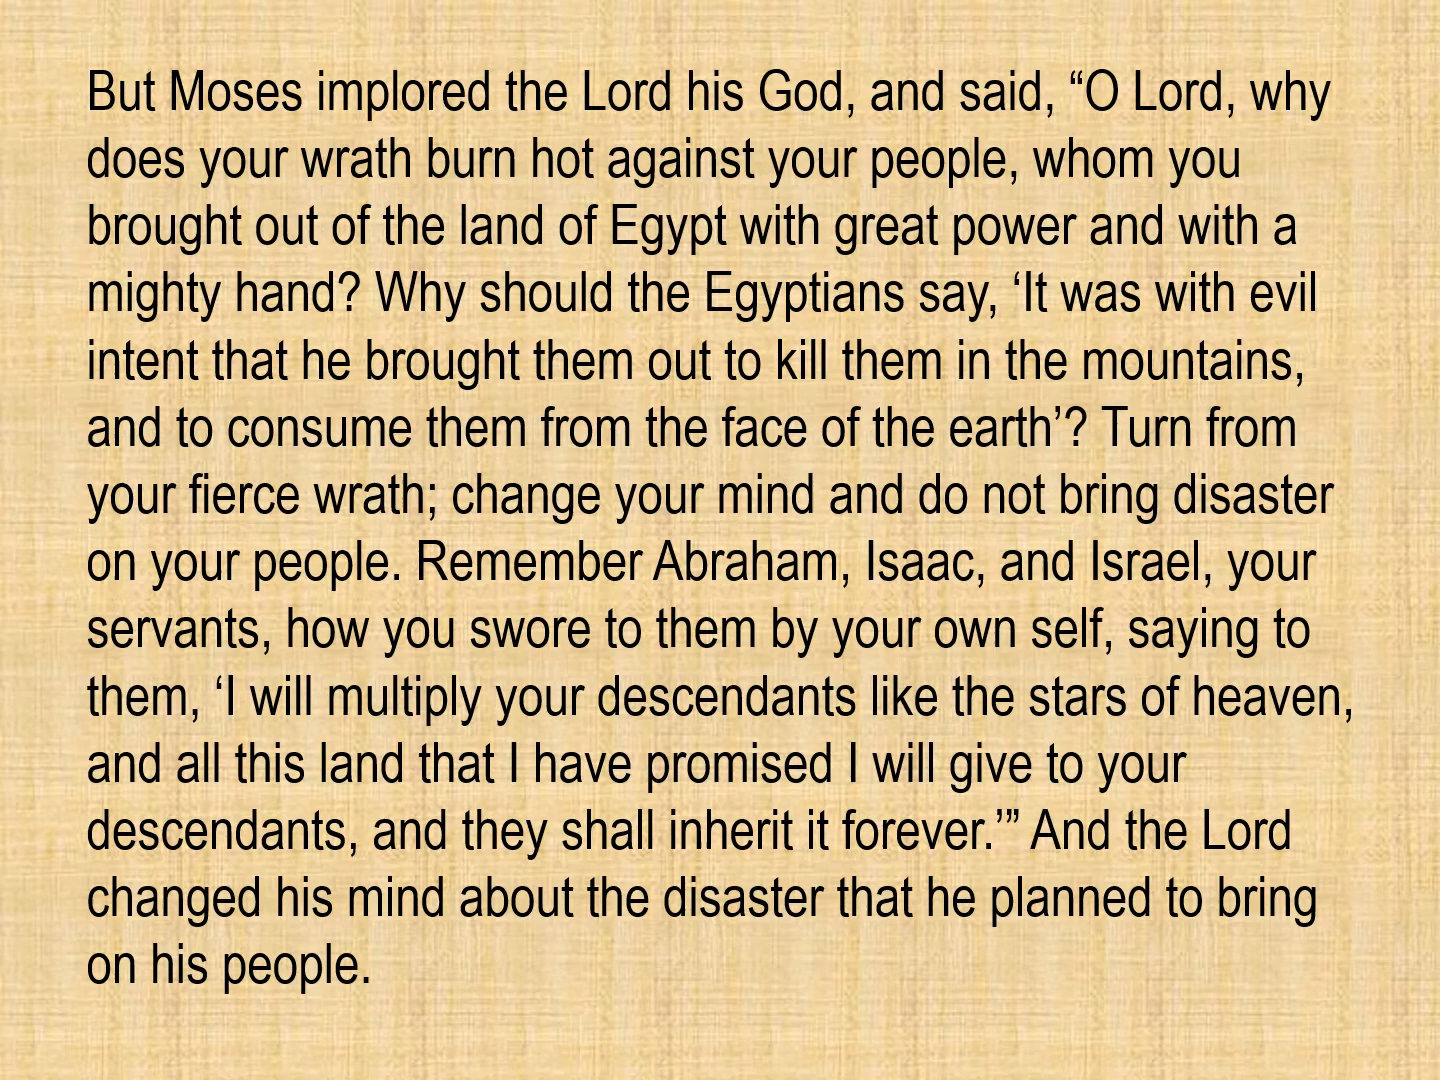 But Moses implored the Lord his God, and said, “O Lord, why
does your wrath burn hot against your people, whom you
brought out of the land of Egypt with great power and with a
mighty hand? Why should the Egyptians say, ‘It was with evil
intent that he brought them out to kill them in the mountains,
and to consume them from the face of the earth’? Turn from
your fierce wrath; change your mind and do not bring disaster
on your people. Remember Abraham, Isaac, and Israel, your
servants, how you swore to them by your own self, saying to
them, ‘I will multiply your descendants like the stars of heaven,
and all this land that I have promised I will give to your
descendants, and they shall inherit it forever.’” And the Lord
changed his mind about the disaster that he planned to bring
on his people.